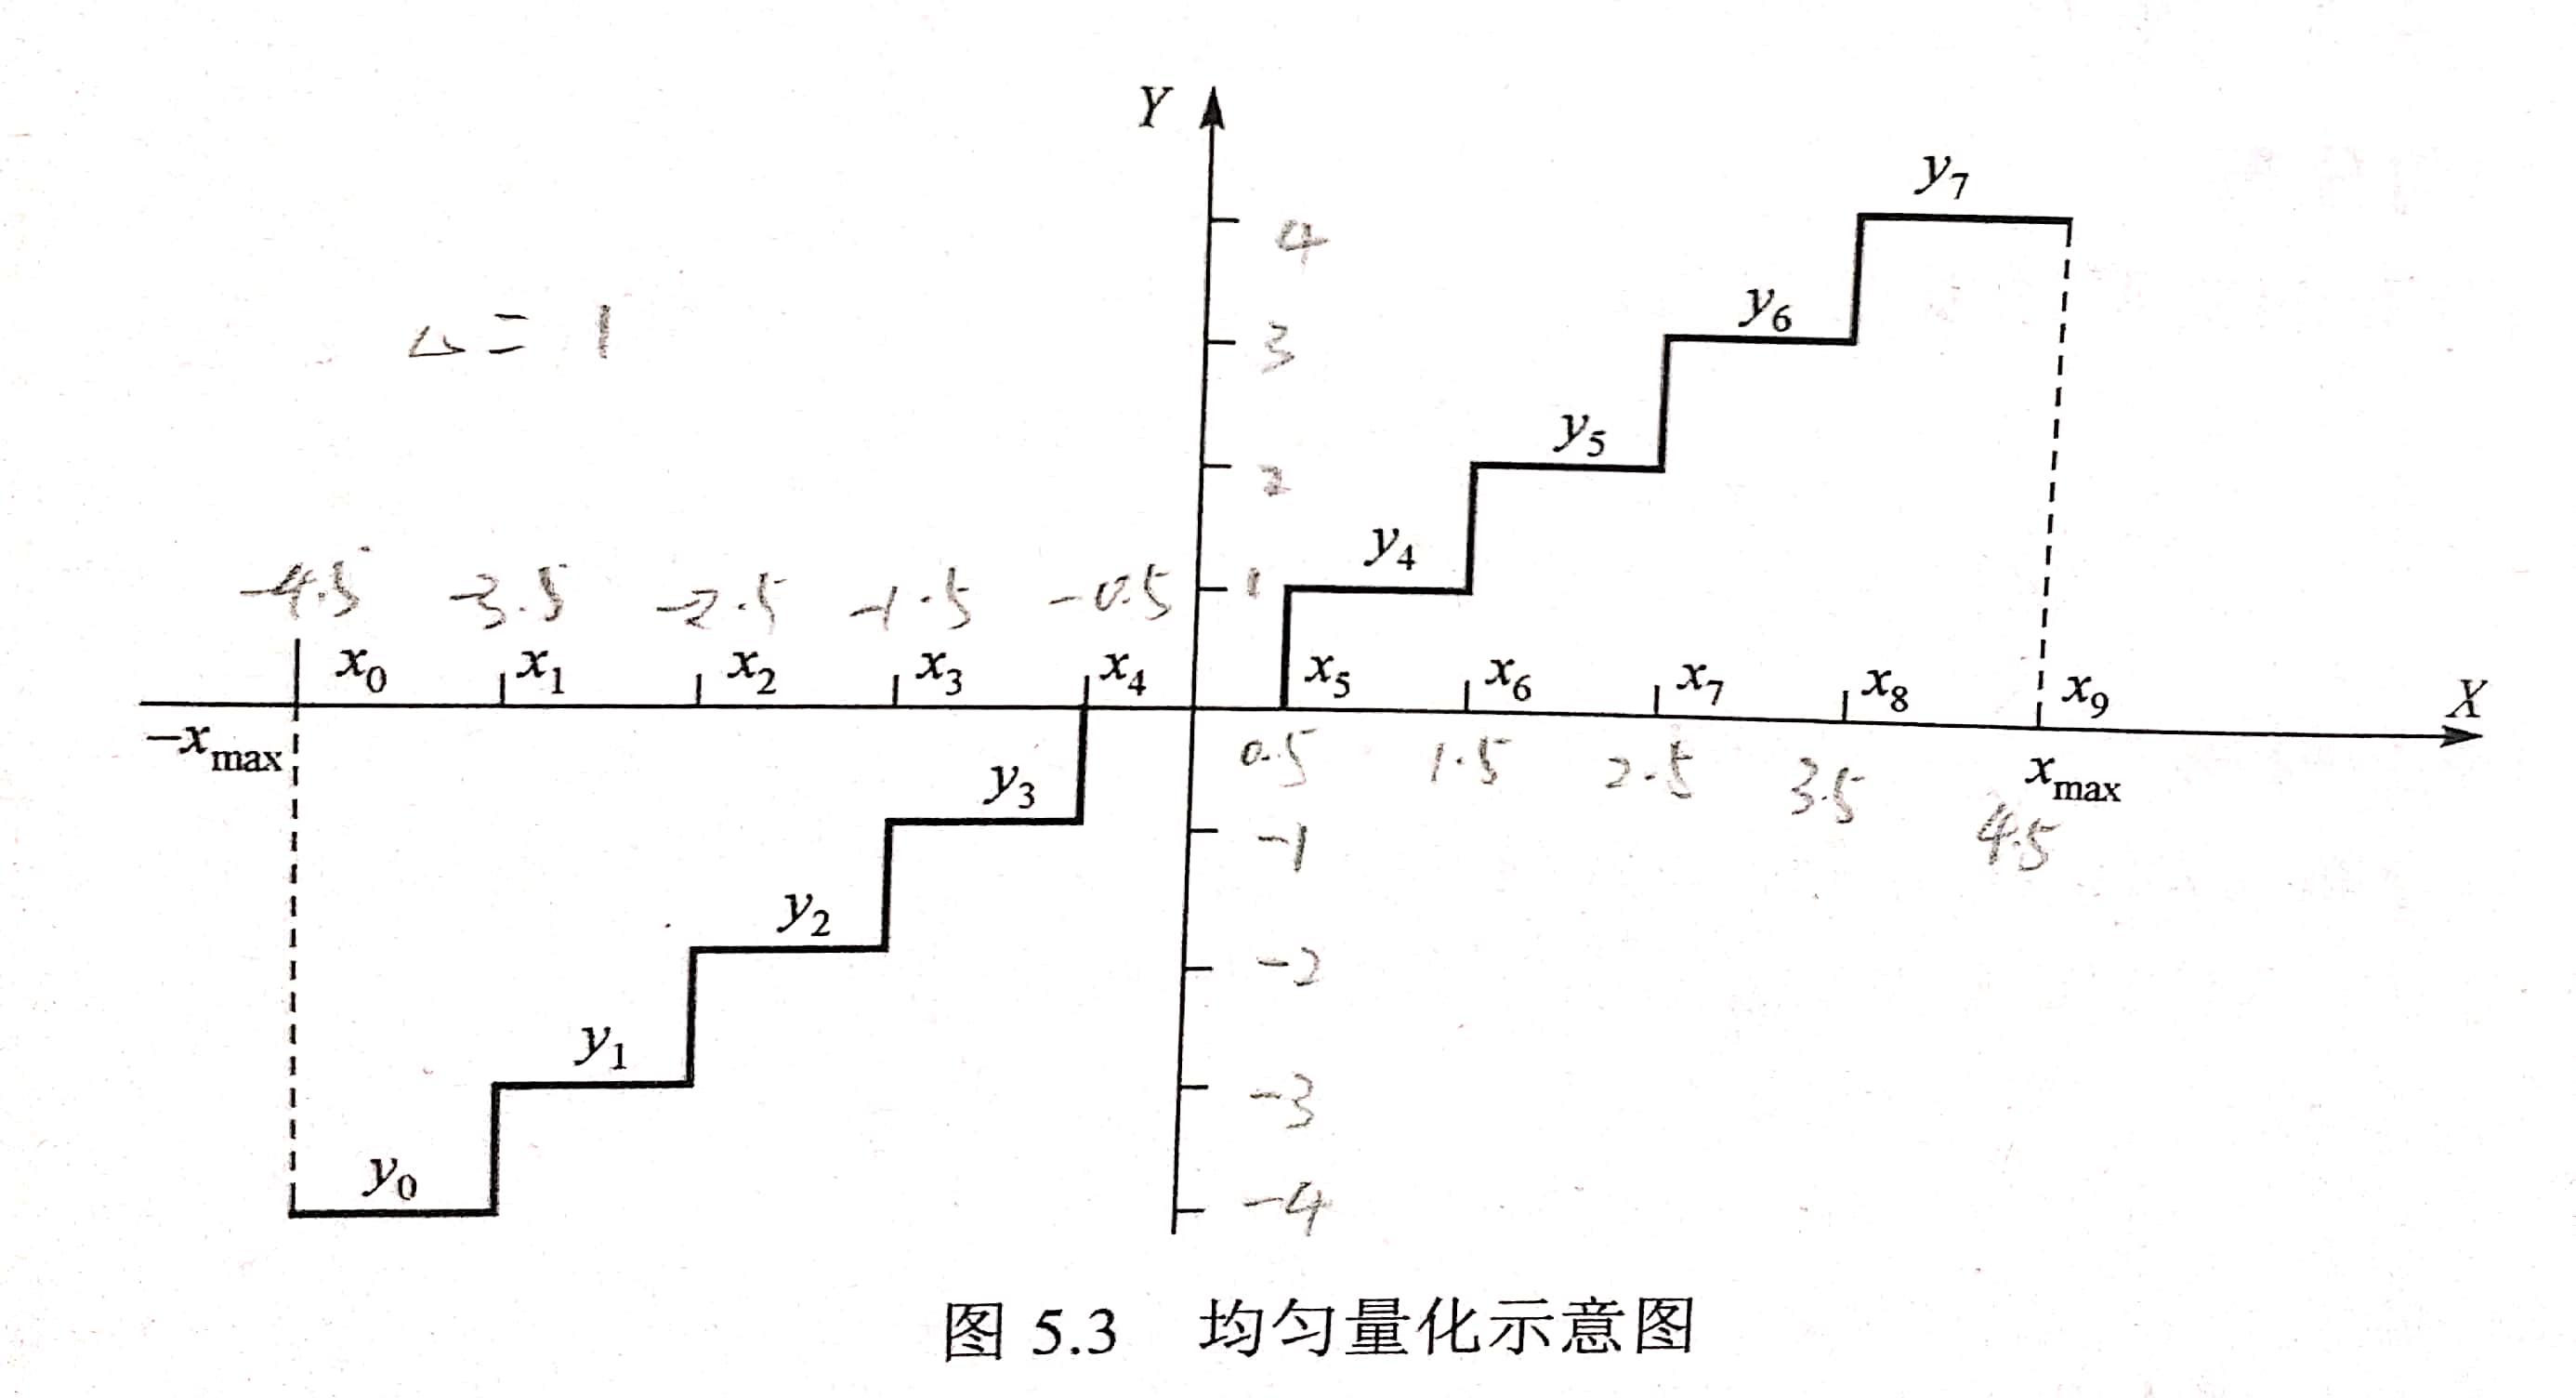 Y
y₇
4
Δ = 1
3
y₆
y₅
2
y₄
1
-4.5 -3.5 -2.5 -1.5 -0.5
x₀ x₁ x₂ x₃ x₄ x₅ x₆ x₇ x₈ x₉ X
−xmax
0.5 1.5 2.5 3.5 xmax
4.5
y₃
-1
y₂
-2
y₁
-3
y₀
-4
图 5.3 均匀量化示意图